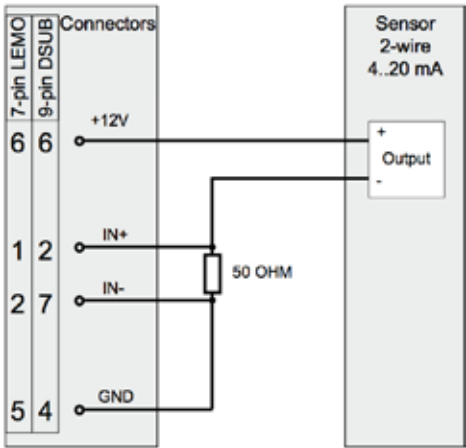 7-pin LEMO
9-pin DSUB
Connectors
Sensor
2-wire
4..20 mA
+12V
6 6
+
Output
-
IN+
1 2
50 OHM
IN-
2 7
GND
5 4